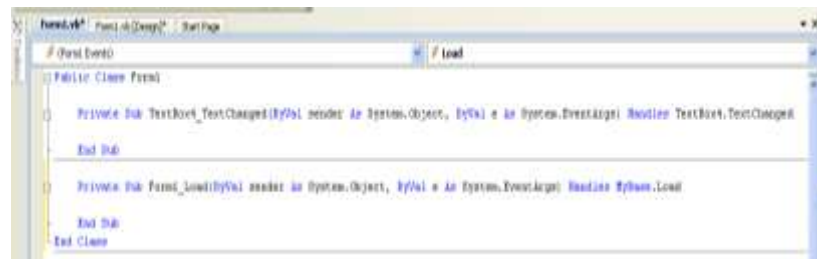 Form1.vb* Form1.vb [Design]* Start Page
(Form1 Events) Load
Public Class Form1
Private Sub TextBox4_TextChanged(ByVal sender As System.Object, ByVal e As System.EventArgs) Handles TextBox4.TextChanged
End Sub
Private Sub Form1_Load(ByVal sender As System.Object, ByVal e As System.EventArgs) Handles MyBase.Load
End Sub
End Class